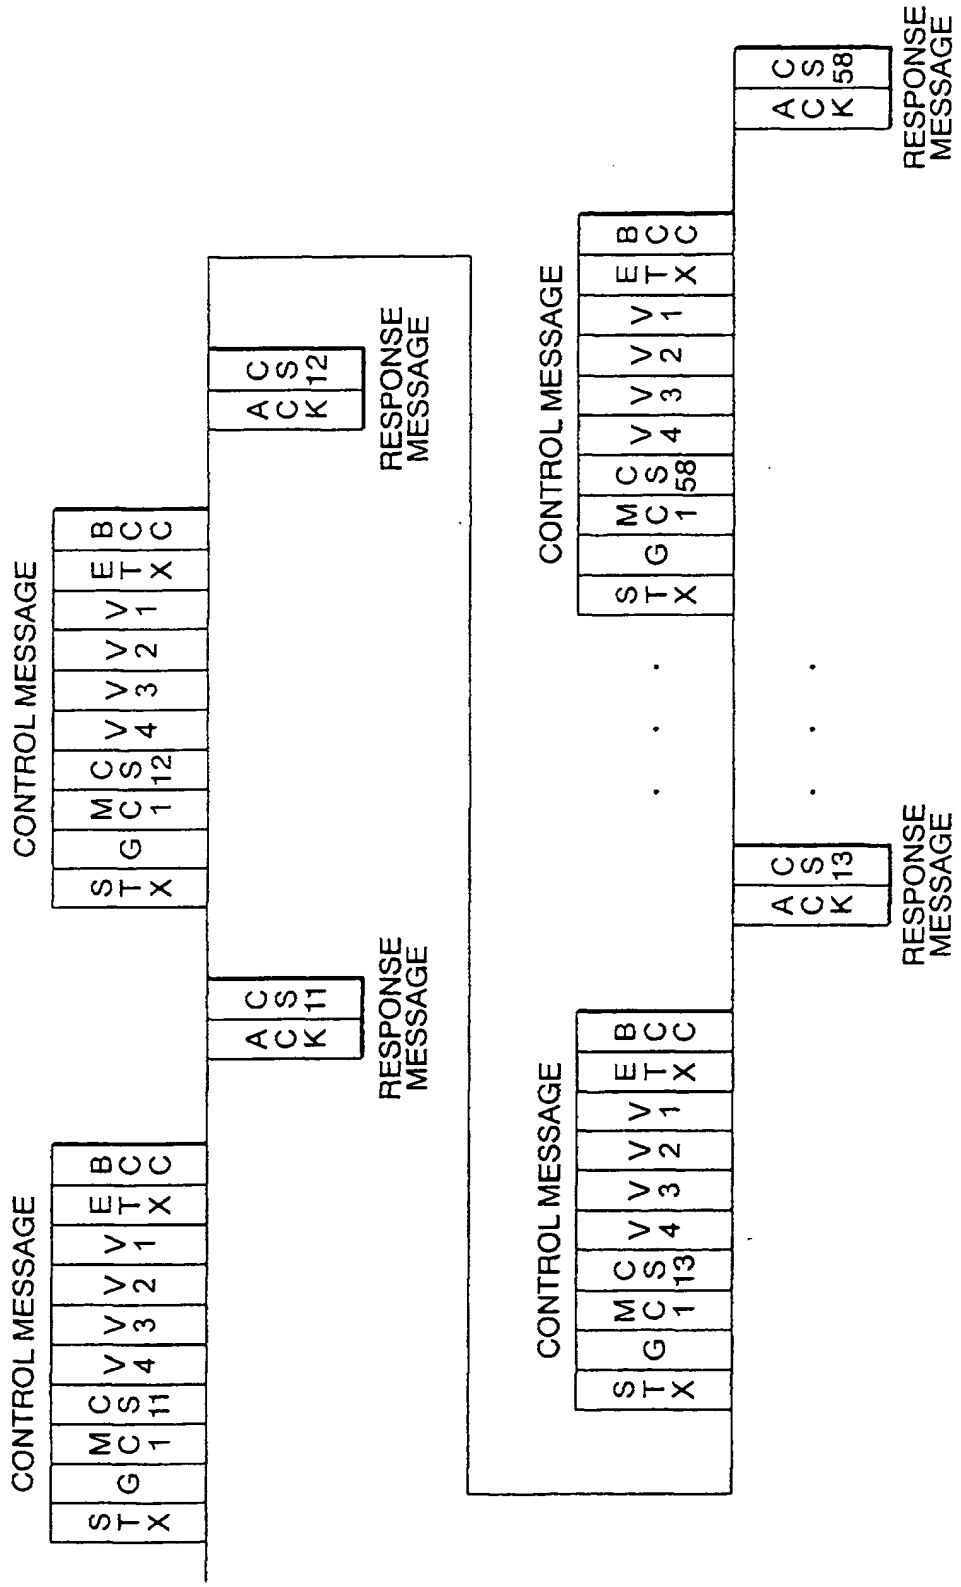 CONTROL MESSAGE
STX G MC1 CS11 V4 V3 V2 V1 ETX BCC
ACK CS11
RESPONSE
MESSAGE
CONTROL MESSAGE
STX G MC1 CS12 V4 V3 V2 V1 ETX BCC
ACK CS12
RESPONSE
MESSAGE
CONTROL MESSAGE
STX G MC1 CS13 V4 V3 V2 V1 ETX BCC
ACK CS13
RESPONSE
MESSAGE
. . .
. . .
CONTROL MESSAGE
STX G MC1 CS58 V4 V3 V2 V1 ETX BCC
ACK CS58
RESPONSE
MESSAGE